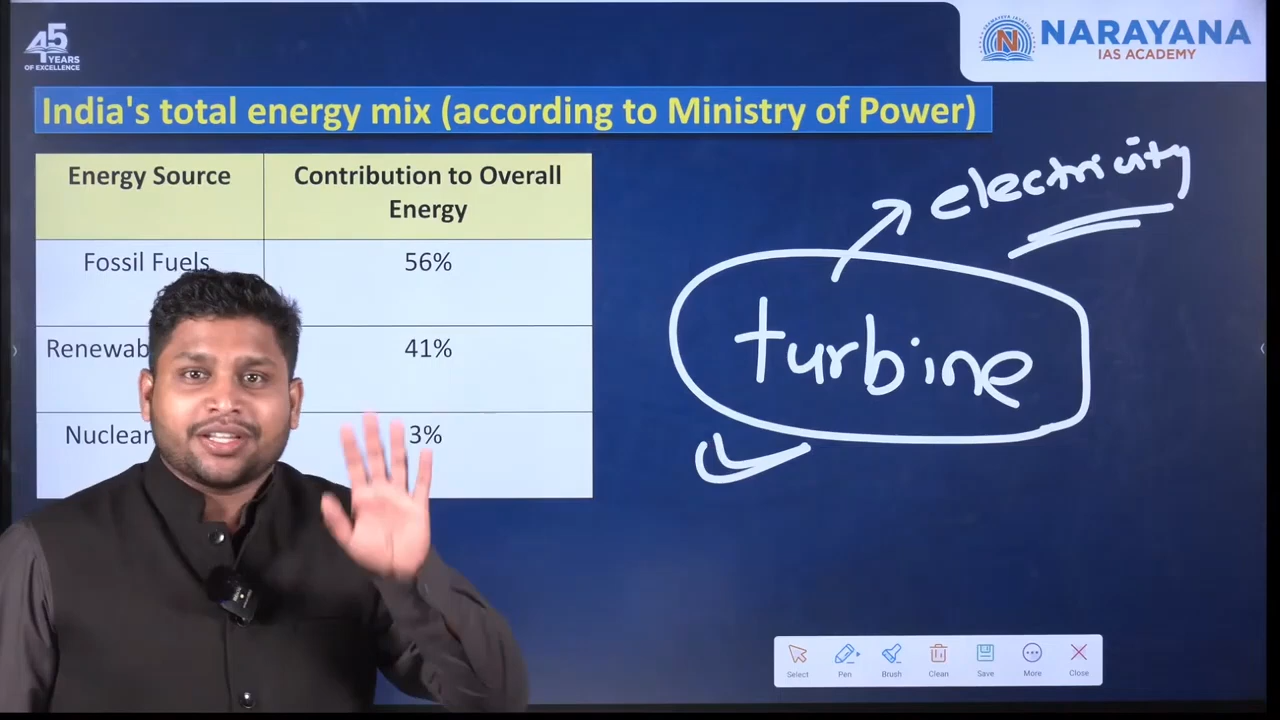 45
YEARS
OF EXCELLENCE
NARAYANA
IAS ACADEMY
India's total energy mix (according to Ministry of Power)
Energy Source
Contribution to Overall
Energy
Fossil Fuels
56%
Renewab
41%
Nuclear
3%
electricity
turbine
Select
Pen
Brush
Clean
Save
More
Close